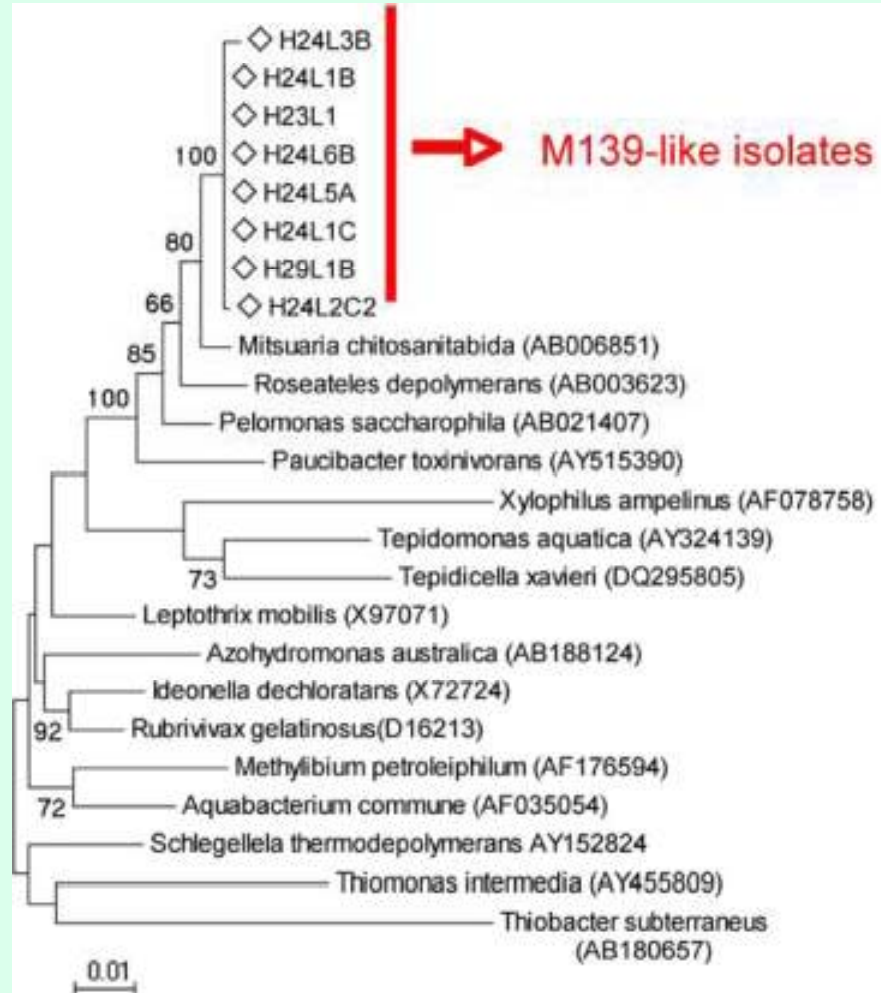 H24L3B
H24L1B
H23L1
100
H24L6B
M139-like isolates
H24L5A
H24L1C
80
H29L1B
66
H24L2C2
85
Mitsuaria chitosanitabida (AB006851)
Roseateles depolymerans (AB003623)
100
Pelomonas saccharophila (AB021407)
Paucibacter toxinivorans (AY515390)
Xylophilus ampelinus (AF078758)
Tepidomonas aquatica (AY324139)
73
Tepidicella xavieri (DQ295805)
Leptothrix mobilis (X97071)
Azohydromonas australica (AB188124)
Ideonella dechloratans (X72724)
92
Rubrivivax gelatinosus(D16213)
Methylibium petroleiphilum (AF176594)
72
Aquabacterium commune (AF035054)
Schlegellela thermodepolymerans AY152824
Thiomonas intermedia (AY455809)
Thiobacter subterraneus
(AB180657)
0.01